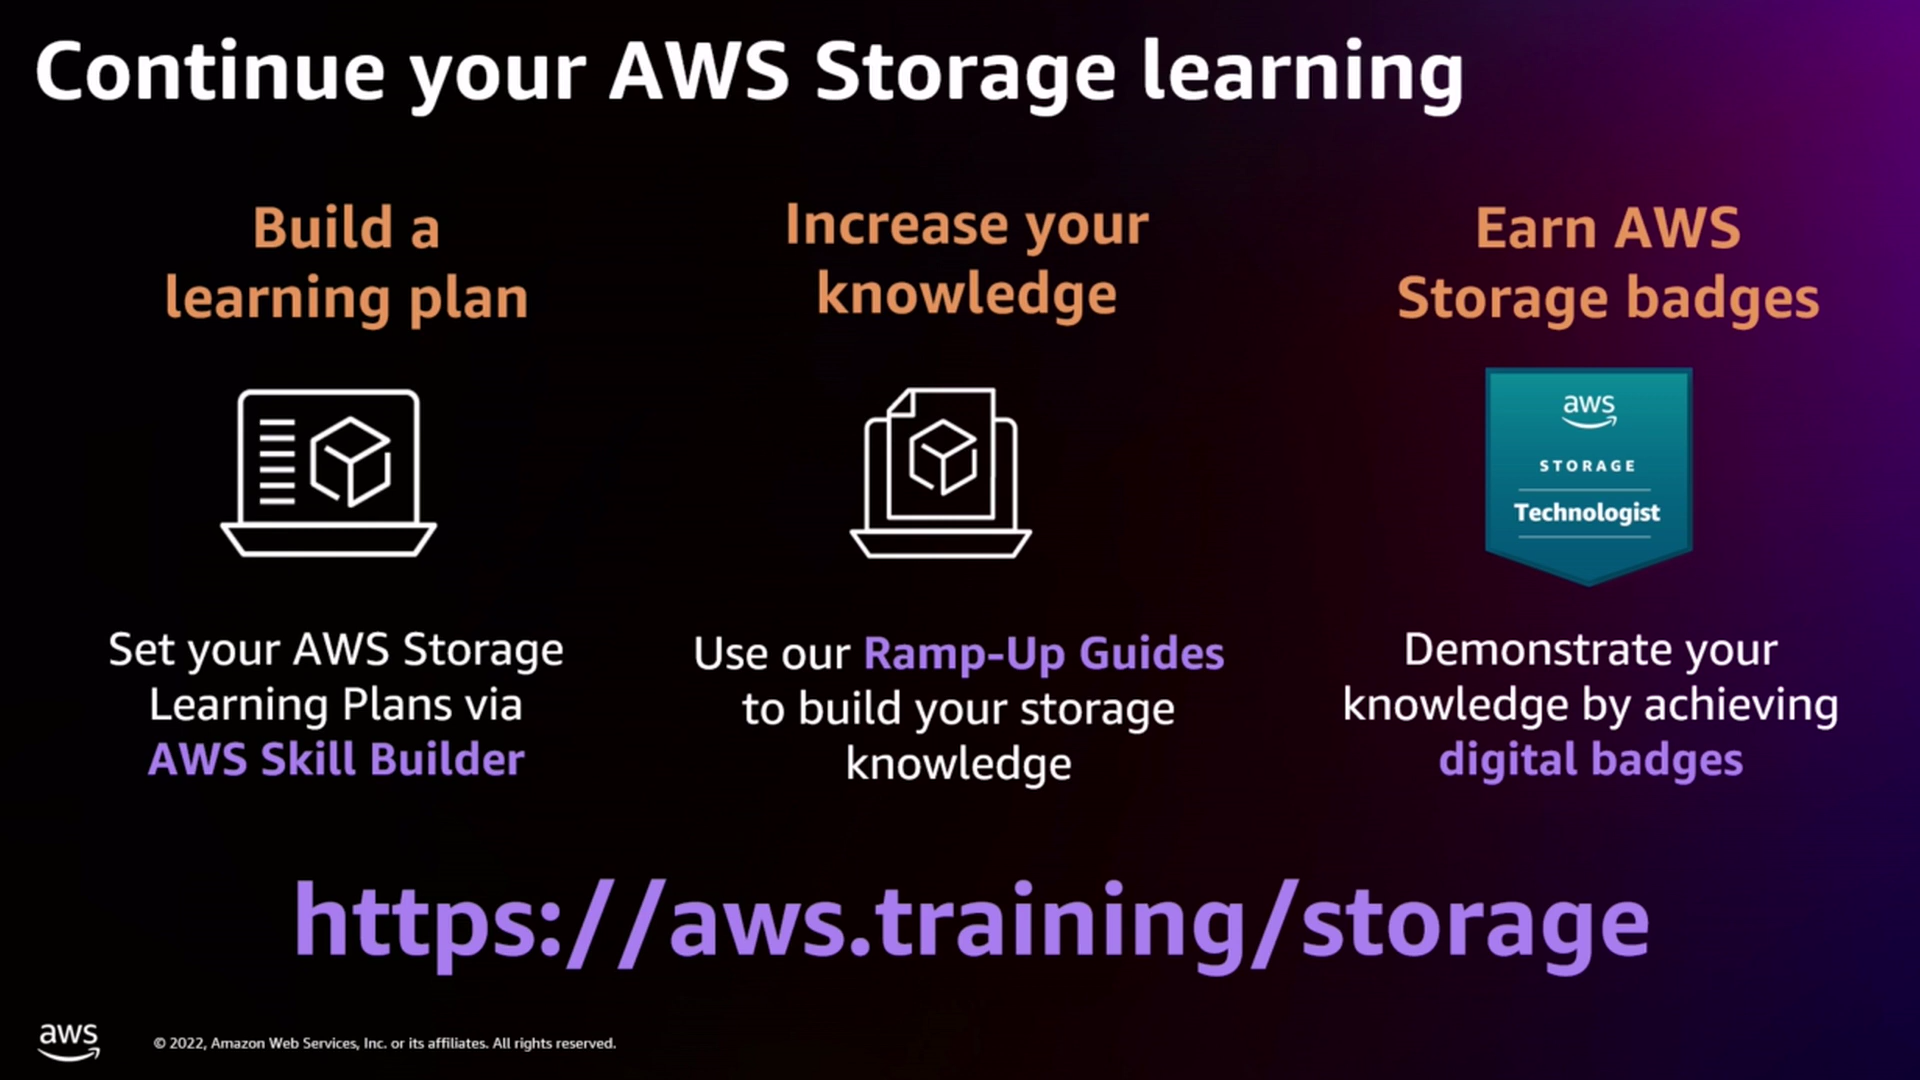 Continue your AWS Storage learning
Build a
learning plan
Set your AWS Storage
Learning Plans via
AWS Skill Builder
Increase your
knowledge
Use our Ramp-Up Guides
to build your storage
knowledge
Earn AWS
Storage badges
aws
STORAGE
Technologist
Demonstrate your
knowledge by achieving
digital badges
https://aws.training/storage
aws
© 2022, Amazon Web Services, Inc. or its affiliates. All rights reserved.